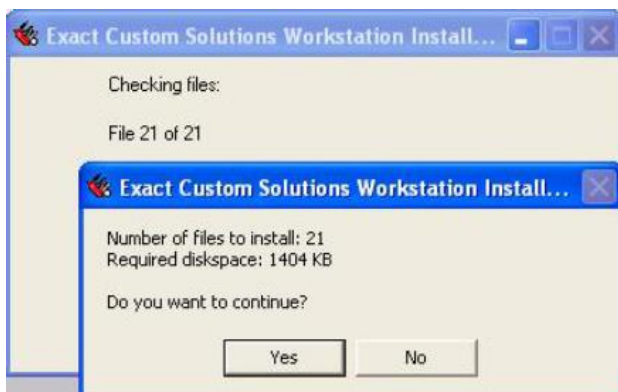 Exact Custom Solutions Workstation Install...
Checking files:
File 21 of 21
Exact Custom Solutions Workstation Install...
Number of files to install: 21
Required diskspace: 1404 KB
Do you want to continue?
Yes
No